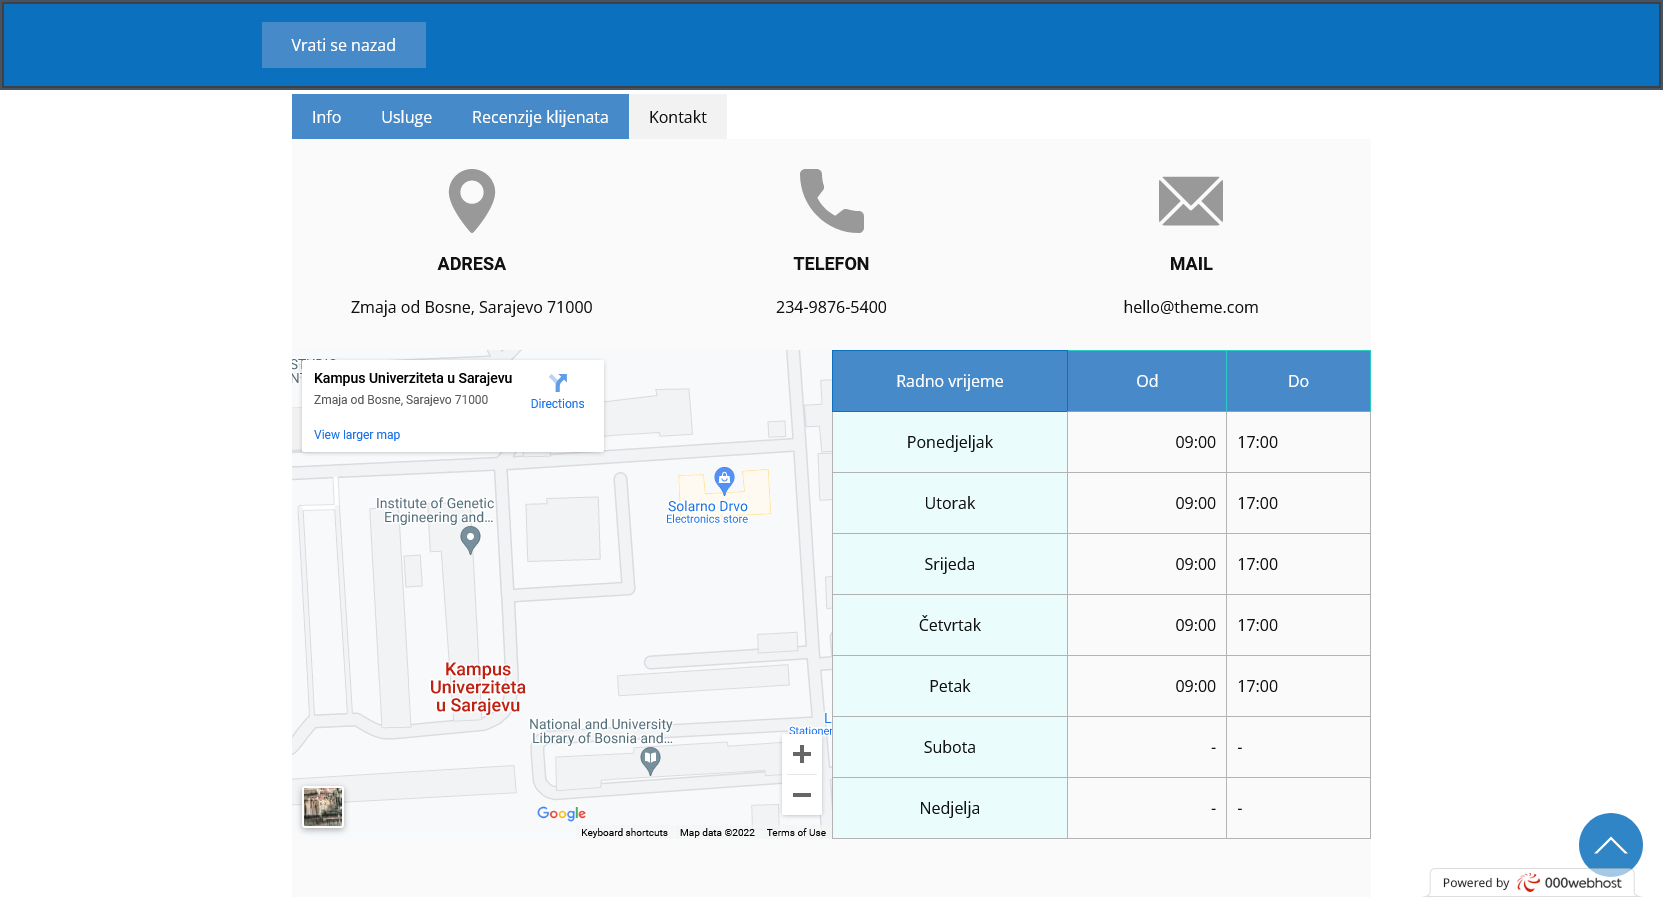 Vrati se nazad
Info Usluge Recenzije klijenata Kontakt
ADRESA TELEFON MAIL
Zmaja od Bosne, Sarajevo 71000 234-9876-5400 hello@theme.com
Kampus Univerziteta u Sarajevu
Zmaja od Bosne, Sarajevo 71000
Directions
View larger map
Institute of Genetic
Engineering and...
Solarno Drvo
Electronics store
Kampus
Univerziteta
u Sarajevu
National and University
Library of Bosnia and...
Google
Keyboard shortcuts Map data ©2022 Terms of Use
Radno vrijeme Od Do
Ponedjeljak 09:00 17:00
Utorak 09:00 17:00
Srijeda 09:00 17:00
Četvrtak 09:00 17:00
Petak 09:00 17:00
Subota - -
Nedjelja - -
Powered by 000webhost